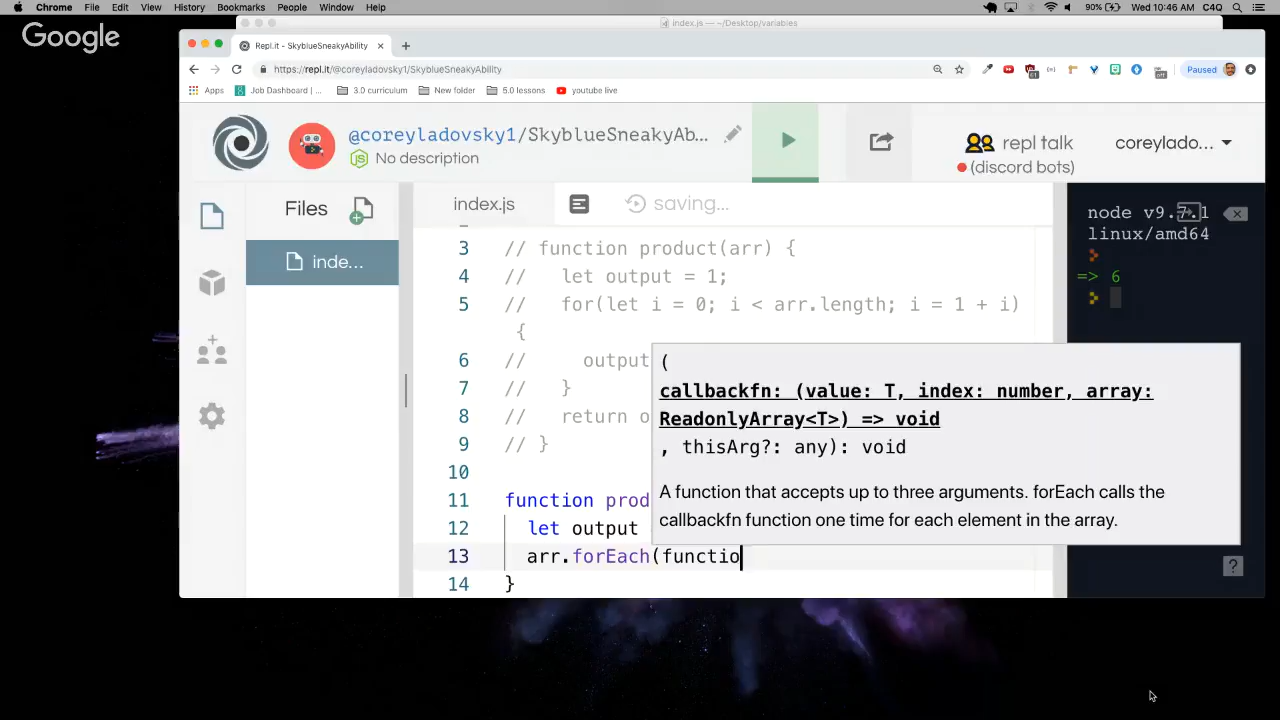 Chrome File Edit View History Bookmarks People Window Help 90% Wed 10:46 AM C4Q
Google
index.js — ~/Desktop/variables
Repl.it - SkyblueSneakyAbility
https://repl.it/@coreyladovsky1/SkyblueSneakyAbility
Paused
Apps Job Dashboard | ... 3.0 curriculum New folder 5.0 lessons youtube live
@coreyladovsky1/SkyblueSneakyAb...
No description
repl talk
(discord bots)
coreylado...
Files
inde...
index.js
saving...
node v9.7.1
linux/amd64
=> 6
3 // function product(arr) {
4 // let output = 1;
5 // for(let i = 0; i < arr.length; i = 1 + i)
{
6 // output
7 // }
8 // return o
9 // }
10
11 function prod
12 let output
13 arr.forEach(functio
14 }
(
callbackfn: (value: T, index: number, array:
ReadonlyArray<T>) => void
, thisArg?: any): void
A function that accepts up to three arguments. forEach calls the
callbackfn function one time for each element in the array.
?